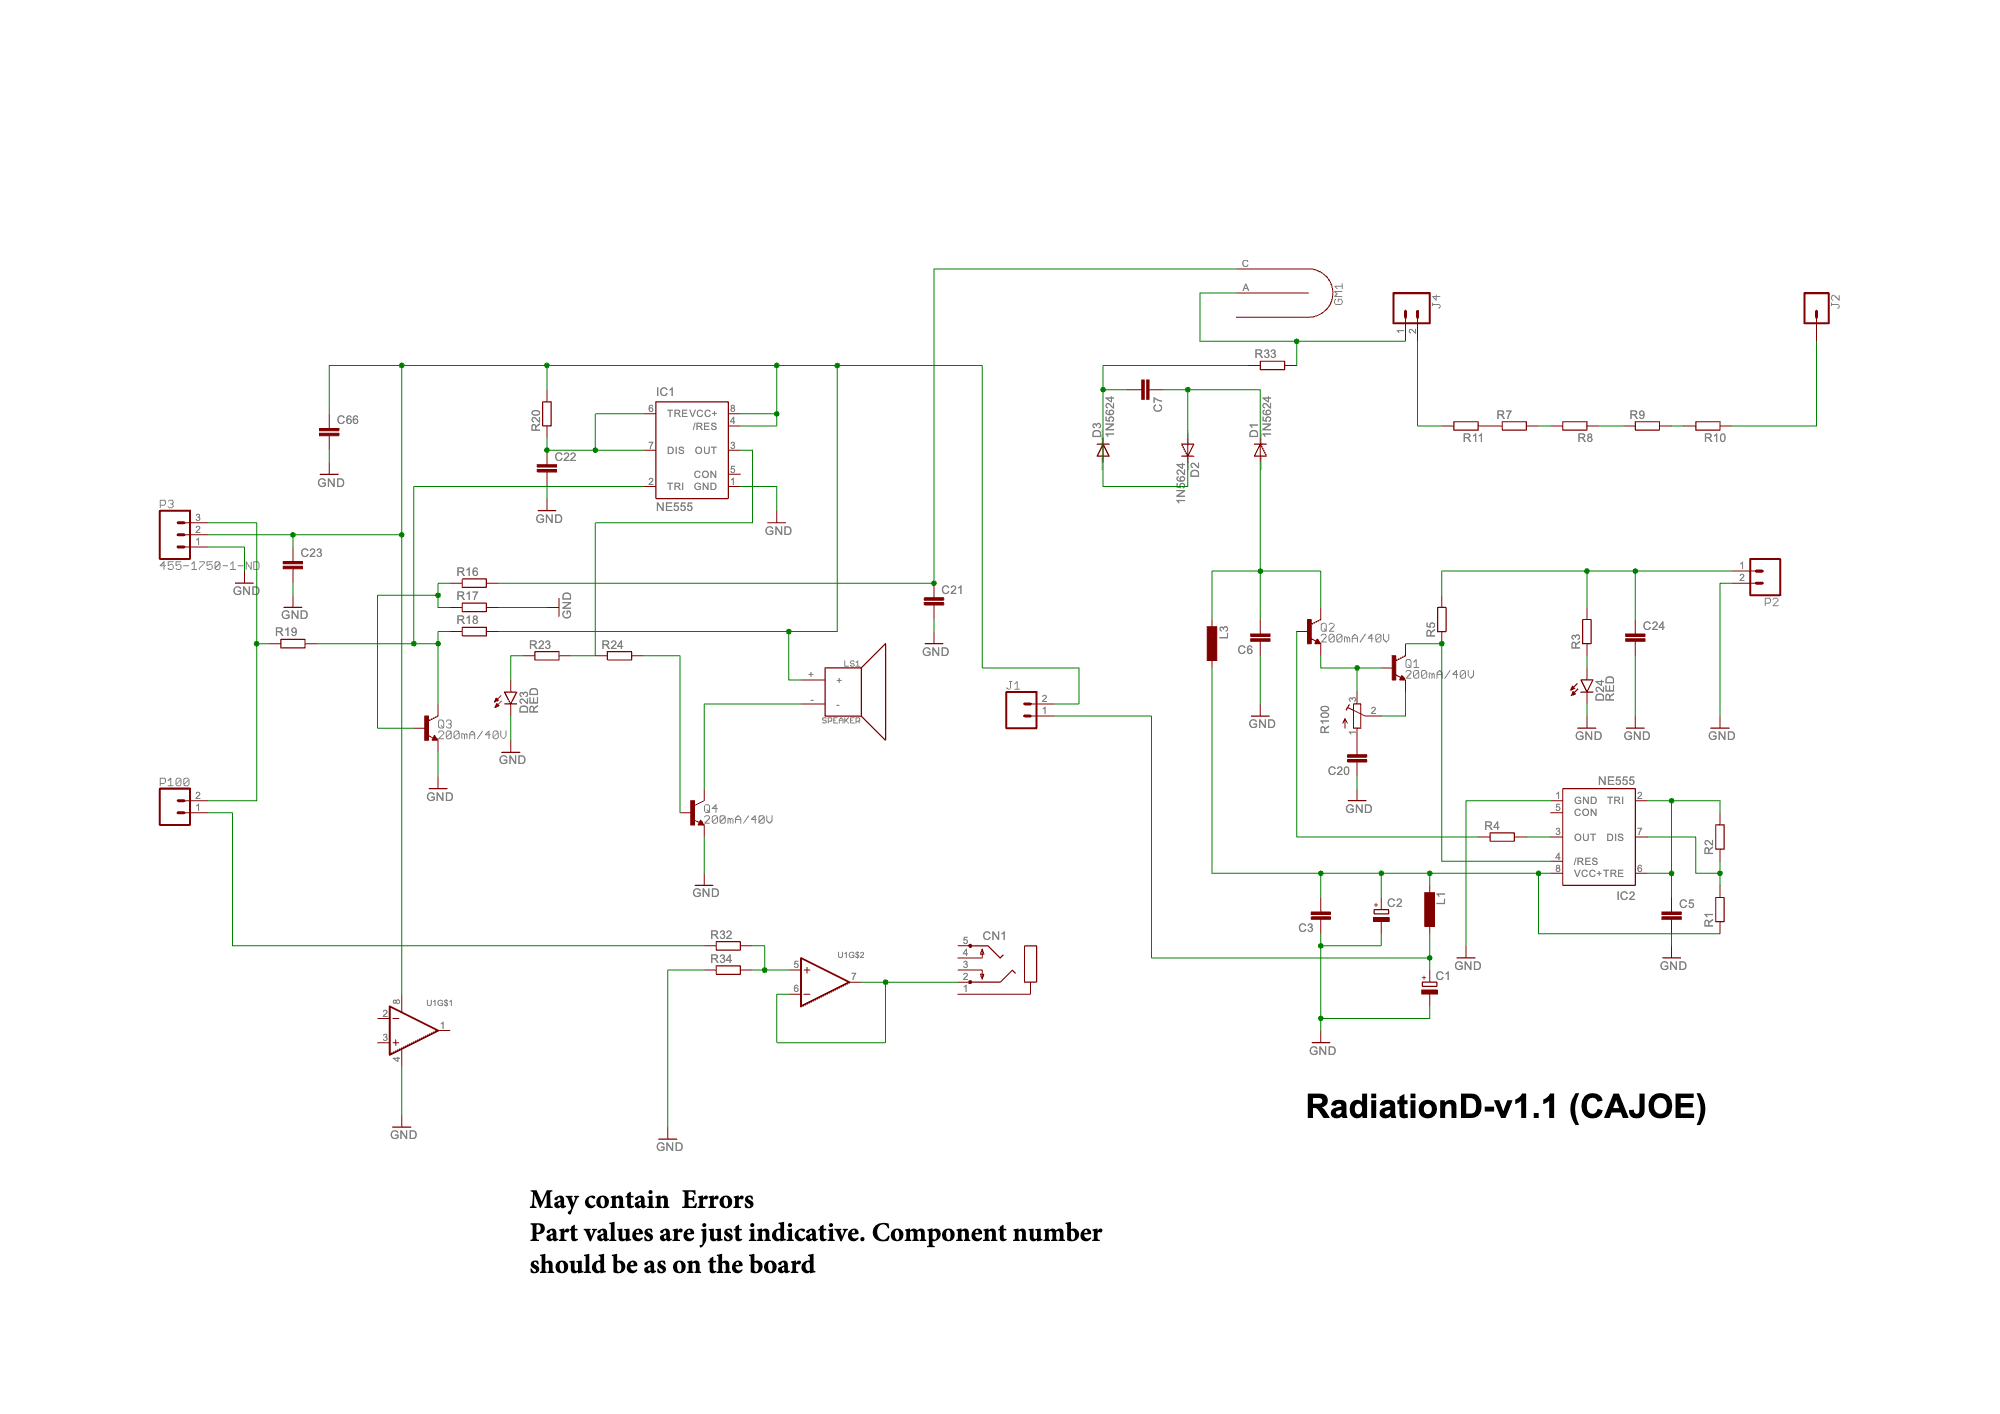 C
A
GM1
J4
1
2
J2
R33
C7
D3
1N5624
D2
1N5624
D1
1N5624
R11
R7
R8
R9
R10
C66
GND
R20
C22
GND
IC1
6 TRE VCC+ 8
/RES 4
7 DIS OUT 3
CON 5
2 TRI GND 1
NE555
GND
P3
3
2
1
455-1750-1-ND
GND
C23
GND
R16
R17
GND
R18
R19
C21
GND
R23
R24
D23
RED
GND
LS1
+ +
- -
SPEAKER
Q3
200mA/40V
GND
P100
2
1
Q4
200mA/40V
GND
J1
2
1
L3
C6
GND
Q2
200mA/40V
Q1
200mA/40V
R5
R100
3
2
1
C20
GND
R3
D24
RED
GND
C24
GND
1
2
P2
GND
NE555
1 GND TRI 2
5 CON
3 OUT DIS 7
4 /RES
8 VCC+TRE 6
IC2
R4
R2
R1
C5
GND
GND
C3
C2
+
L1
C1
+
GND
R32
R34
GND
U1G$2
5 +
6 −
7
CN1
5
4
3
2
1
U1G$1
8
2 −
3 +
1
4
GND
RadiationD-v1.1 (CAJOE)
May contain  Errors
Part values are just indicative. Component number
should be as on the board